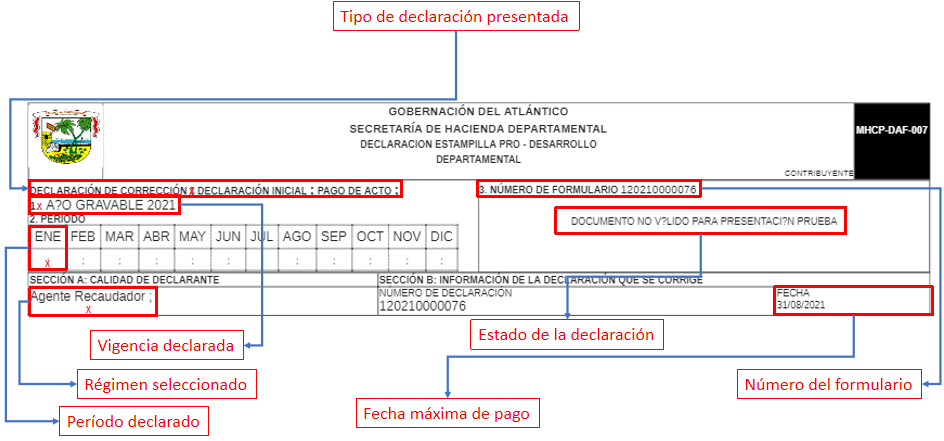 Tipo de declaración presentada
GOBERNACIÓN DEL ATLÁNTICO
SECRETARÍA DE HACIENDA DEPARTAMENTAL
DECLARACION ESTAMPILLA PRO - DESARROLLO
DEPARTAMENTAL
MHCP-DAF-007
CONTRIBUYENTE
DECLARACIÓN DE CORRECCIÓN x DECLARACIÓN INICIAL ; PAGO DE ACTO ;
3. NÚMERO DE FORMULARIO 120210000076
1. x A?O GRAVABLE 2021
2. PERÍODO
DOCUMENTO NO V?LIDO PARA PRESENTACI?N PRUEBA
ENE FEB MAR ABR MAY JUN JUL AGO SEP OCT NOV DIC
x ; ; ; ; ; ; ; ; ; ; ;
SECCIÓN A: CALIDAD DE DECLARANTE
SECCIÓN B: INFORMACIÓN DE LA DECLARACIÓN QUE SE CORRIGE
Agente Recaudador ;
x
NÚMERO DE DECLARACIÓN
120210000076
FECHA
31/08/2021
Vigencia declarada
Estado de la declaración
Régimen seleccionado
Número del formulario
Período declarado
Fecha máxima de pago